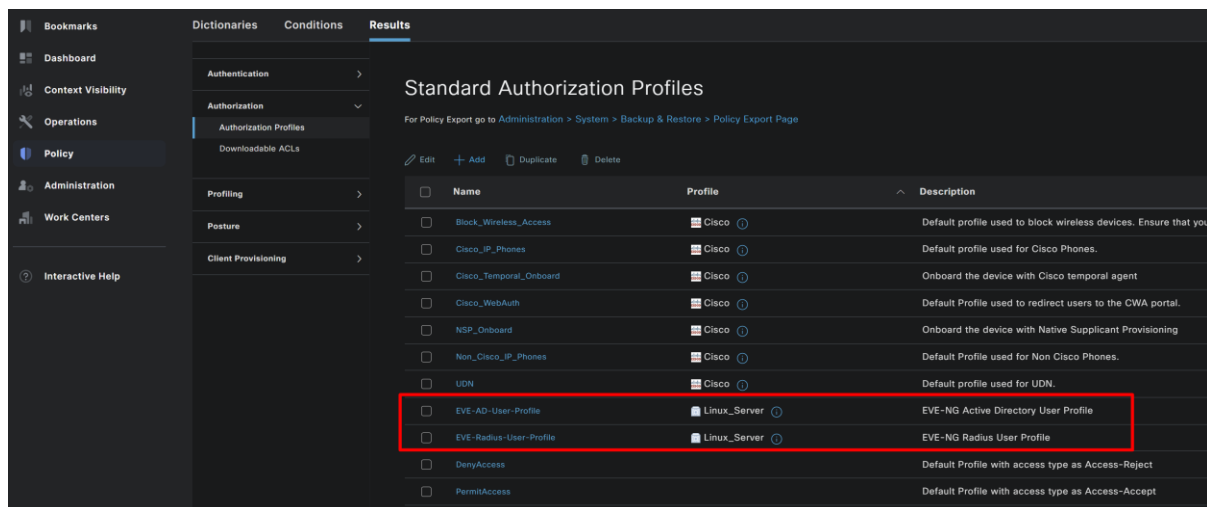 Bookmarks
Dashboard
Context Visibility
Operations
Policy
Administration
Work Centers
Interactive Help
Dictionaries Conditions Results
Authentication
Authorization
Authorization Profiles
Downloadable ACLs
Profiling
Posture
Client Provisioning
Standard Authorization Profiles
For Policy Export go to Administration > System > Backup & Restore > Policy Export Page
Edit Add Duplicate Delete
Name Profile Description
Block_Wireless_Access Cisco Default profile used to block wireless devices. Ensure that you
Cisco_IP_Phones Cisco Default profile used for Cisco Phones.
Cisco_Temporal_Onboard Cisco Onboard the device with Cisco temporal agent
Cisco_WebAuth Cisco Default Profile used to redirect users to the CWA portal.
NSP_Onboard Cisco Onboard the device with Native Supplicant Provisioning
Non_Cisco_IP_Phones Cisco Default Profile used for Non Cisco Phones.
UDN Cisco Default profile used for UDN.
EVE-AD-User-Profile Linux_Server EVE-NG Active Directory User Profile
EVE-Radius-User-Profile Linux_Server EVE-NG Radius User Profile
DenyAccess Default Profile with access type as Access-Reject
PermitAccess Default Profile with access type as Access-Accept